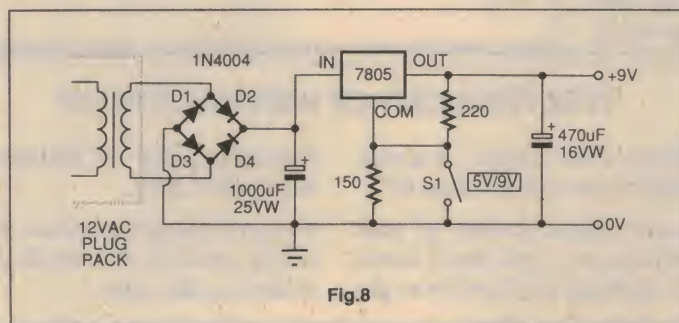 1N4004
D1
D2
D3
D4
IN
7805
OUT
COM
+9V
220
+
470uF
16VW
+
1000uF
25VW
150
S1
5V/9V
0V
12VAC
PLUG
PACK
Fig.8